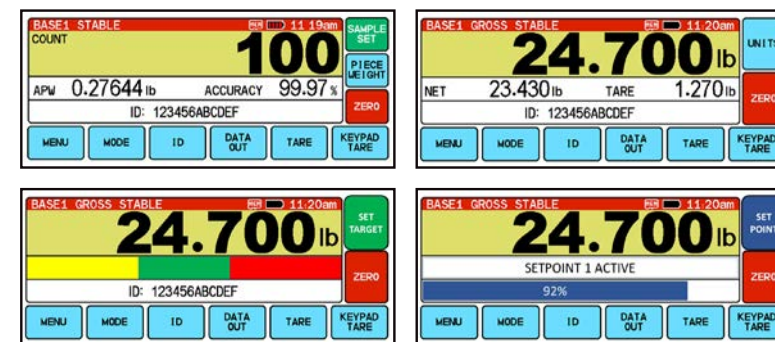 BASE1 STABLE 11 19am
COUNT
100
APW 0.27644 lb ACCURACY 99.97 %
ID: 123456ABCDEF
SAMPLE SET
PIECE WEIGHT
ZERO
MENU MODE ID DATA OUT TARE KEYPAD TARE
BASE1 GROSS STABLE 11:20am
24.700 lb
NET 23.430 lb TARE 1.270 lb
ID: 123456ABCDEF
UNITS
ZERO
MENU MODE ID DATA OUT TARE KEYPAD TARE
BASE1 GROSS STABLE 11:20am
24.700 lb
ID: 123456ABCDEF
SET TARGET
ZERO
MENU MODE ID DATA OUT TARE KEYPAD TARE
BASE1 GROSS STABLE 11:20am
24.700 lb
SETPOINT 1 ACTIVE
92%
SET POINT
ZERO
MENU MODE ID DATA OUT TARE KEYPAD TARE